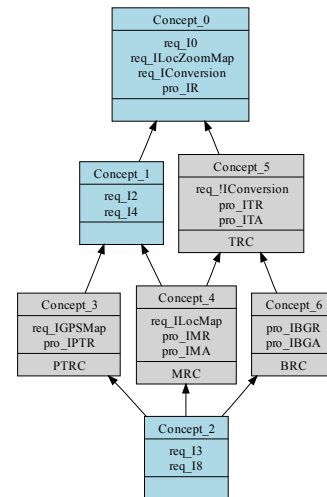 Concept_0
req_I0
req_ILocZoomMap
req_IConversion
pro_IR
Concept_5
req_!IConversion
pro_ITR
pro_ITA
TRC
Concept_1
req_I2
req_I4
Concept_3
req_IGPSMap
pro_IPTR
PTRC
Concept_4
req_ILocMap
pro_IMR
pro_IMA
MRC
Concept_6
pro_IBGR
pro_IBGA
BRC
Concept_2
req_I3
req_I8